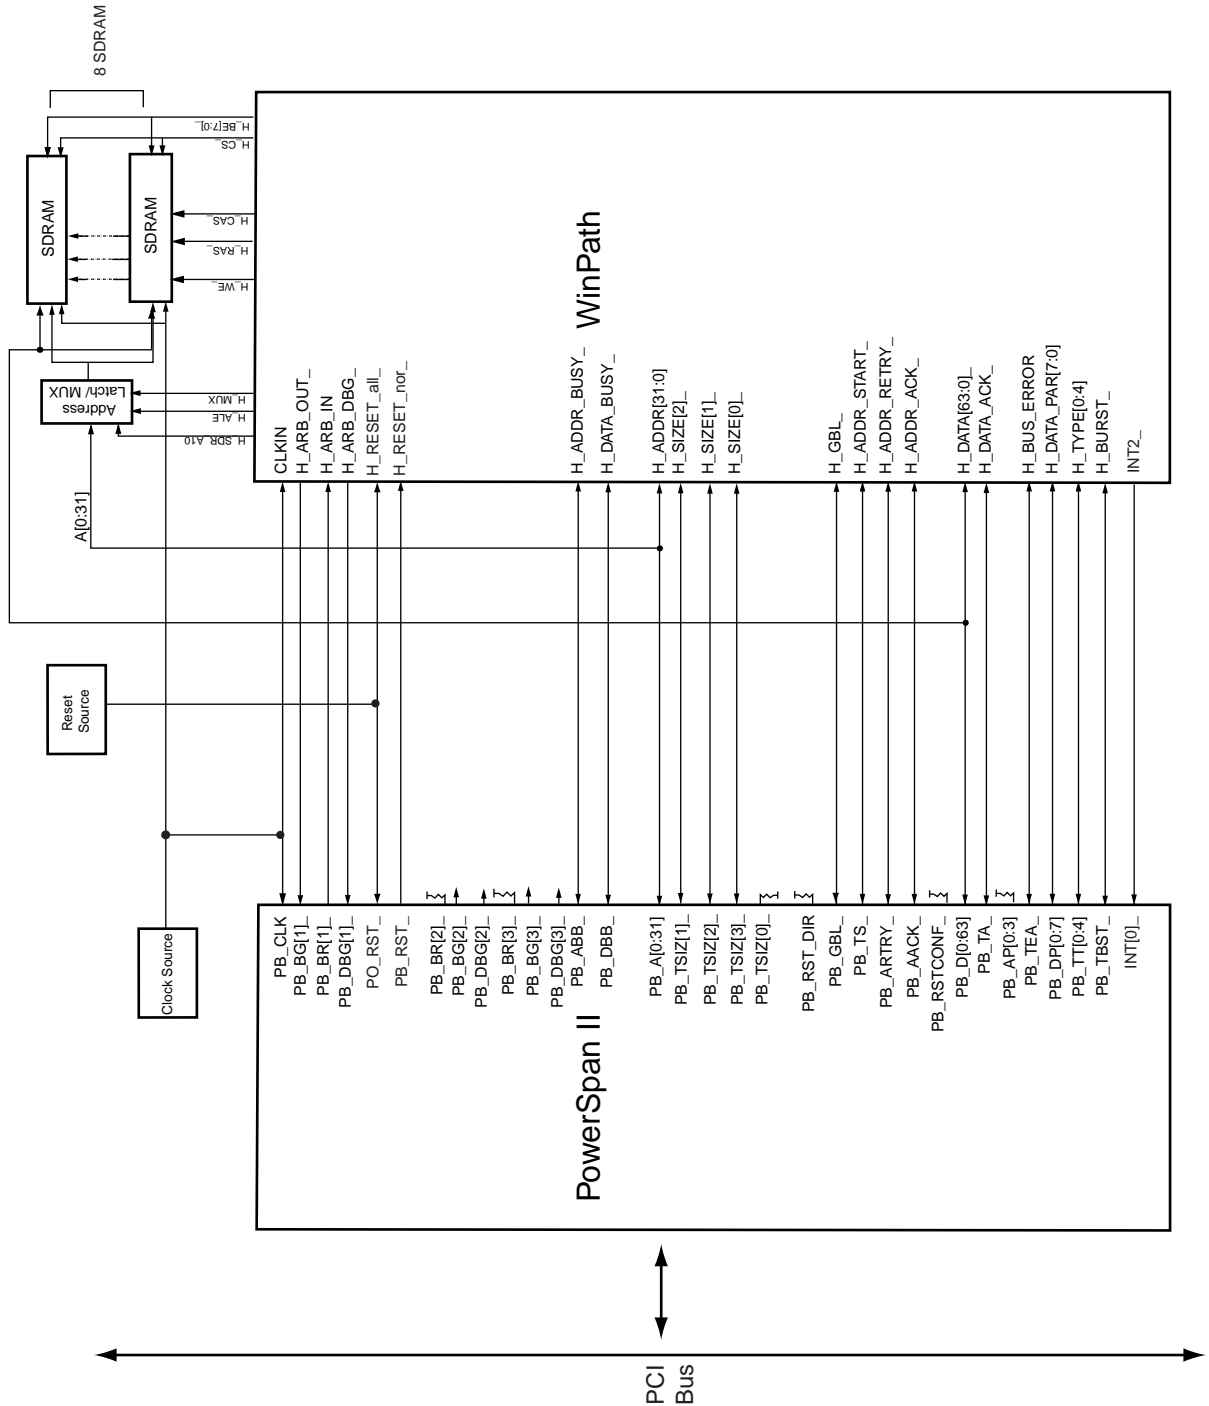 8 SDRAM
SDRAM
SDRAM
H_BE[7:0]_
H_CS_
H_CAS_
H_RAS_
H_WE_
Address
Latch/ MUX
H_MUX
H_ALE
H_SDR_A10
A[0:31]
Reset
Source
Clock Source
WinPath
CLKIN
H_ARB_OUT_
H_ARB_IN
H_ARB_DBG_
H_RESET_all_
H_RESET_nor_
H_ADDR_BUSY_
H_DATA_BUSY_
H_ADDR[31:0]
H_SIZE[2]_
H_SIZE[1]_
H_SIZE[0]_
H_GBL_
H_ADDR_START_
H_ADDR_RETRY_
H_ADDR_ACK_
H_DATA[63:0]_
H_DATA_ACK_
H_BUS_ERROR
H_DATA_PAR[7:0]
H_TYPE[0:4]
H_BURST_
INT2_
PB_CLK
PB_BG[1]_
PB_BR[1]_
PB_DBG[1]_
PO_RST_
PB_RST_
PB_BR[2]_
PB_BG[2]_
PB_DBG[2]_
PB_BR[3]_
PB_BG[3]_
PB_DBG[3]_
PB_ABB_
PB_DBB_
PB_A[0:31]
PB_TSIZ[1]_
PB_TSIZ[2]_
PB_TSIZ[3]_
PB_TSIZ[0]_
PB_RST_DIR
PB_GBL_
PB_TS_
PB_ARTRY_
PB_AACK_
PB_RSTCONF_
PB_D[0:63]
PB_TA_
PB_AP[0:3]
PB_TEA_
PB_DP[0:7]
PB_TT[0:4]
PB_TBST_
INT[0]_
PowerSpan II
PCI
Bus